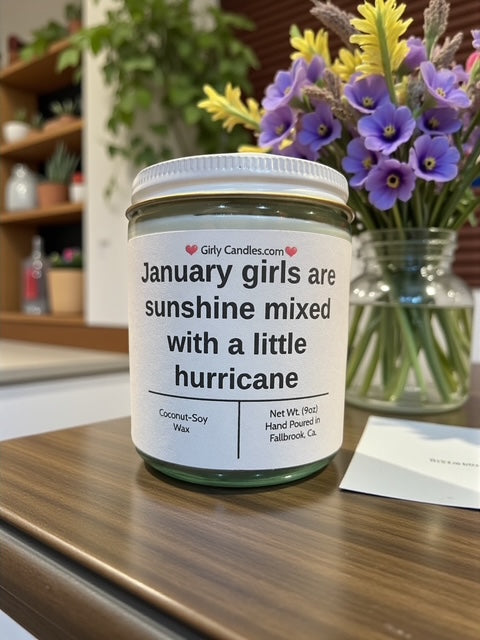 ❤ Girly Candles.com ❤
January girls are
sunshine mixed
with a little
hurricane
Coconut-Soy
Wax
Net Wt. (9oz)
Hand Poured in
Fallbrook, Ca.